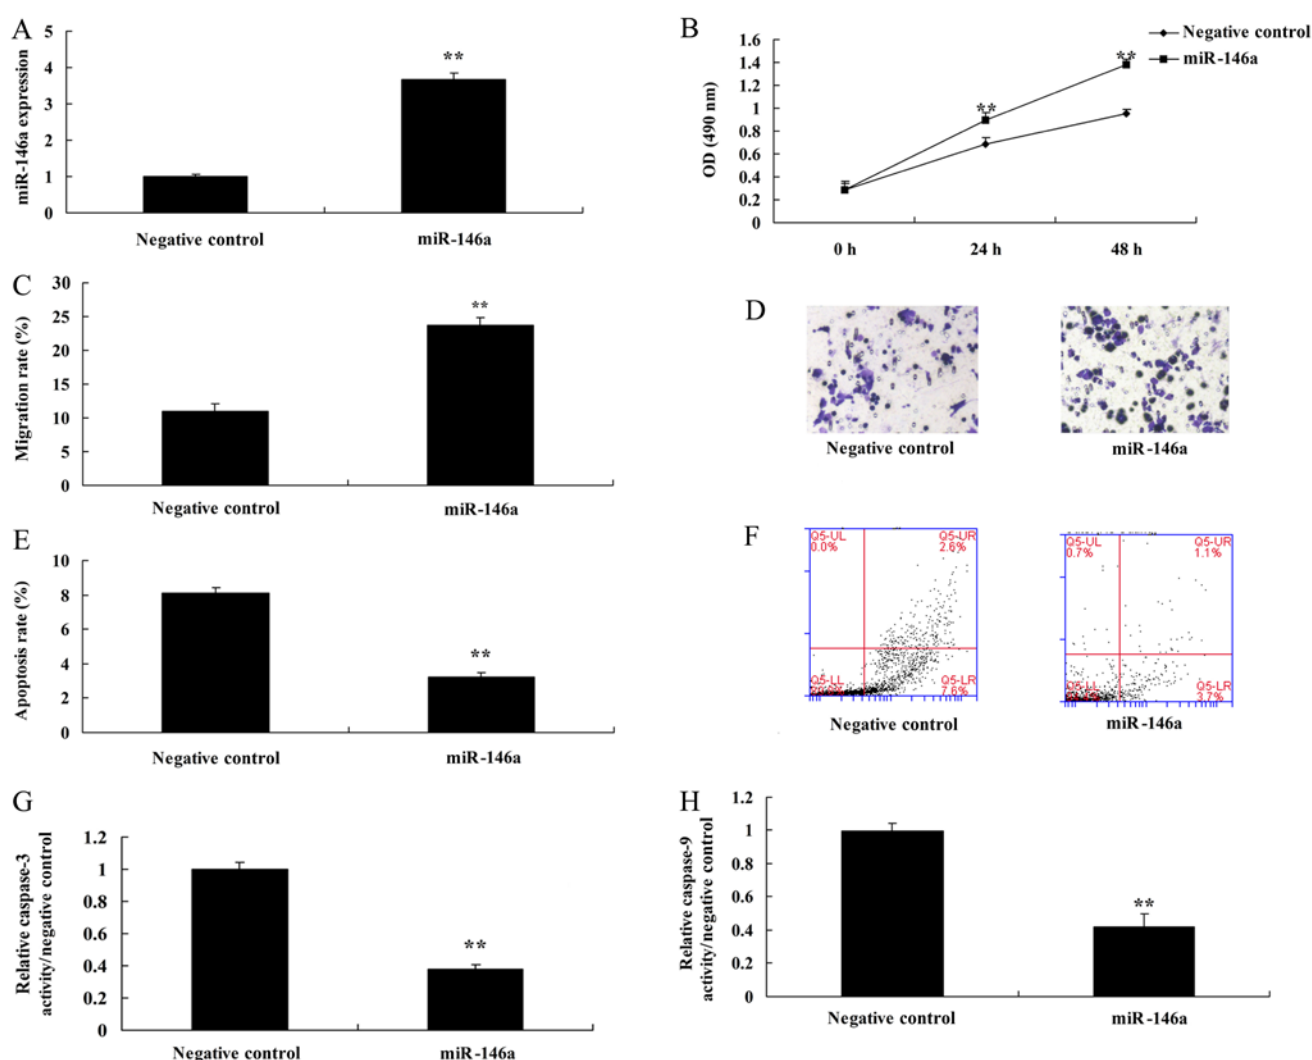 A
miR-146a expression
5
4
3
2
1
0
**
Negative control
miR-146a
B
OD (490 nm)
1.6
1.4
1.2
1
0.8
0.6
0.4
0.2
0
**
**
0 h
24 h
48 h
Negative control
miR-146a
C
Migration rate (%)
30
25
20
15
10
5
0
**
Negative control
miR-146a
D
Negative control
miR-146a
E
Apoptosis rate (%)
10
8
6
4
2
0
**
Negative control
miR-146a
F
Q5-UL
0.0%
Q5-UR
2.6%
Q5-LL
Q5-LR
7.6%
Negative control
Q5-UL
0.7%
Q5-UR
1.1%
Q5-LL
Q5-LR
3.7%
miR-146a
G
Relative caspase-3
activity/negative control
1.2
1
0.8
0.6
0.4
0.2
0
**
Negative control
miR-146a
H
Relative caspase-9
activity/negative control
1.2
1
0.8
0.6
0.4
0.2
0
**
Negative control
miR-146a